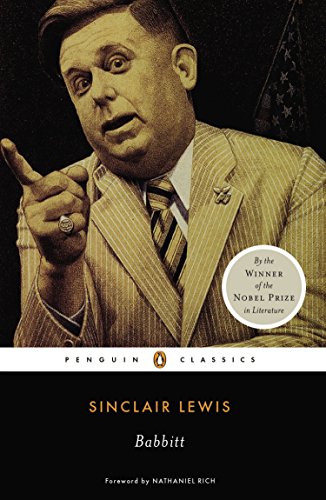 By the
WINNER
of the
NOBEL PRIZE
in Literature
PENGUIN CLASSICS
SINCLAIR LEWIS
Babbitt
Foreword by NATHANIEL RICH